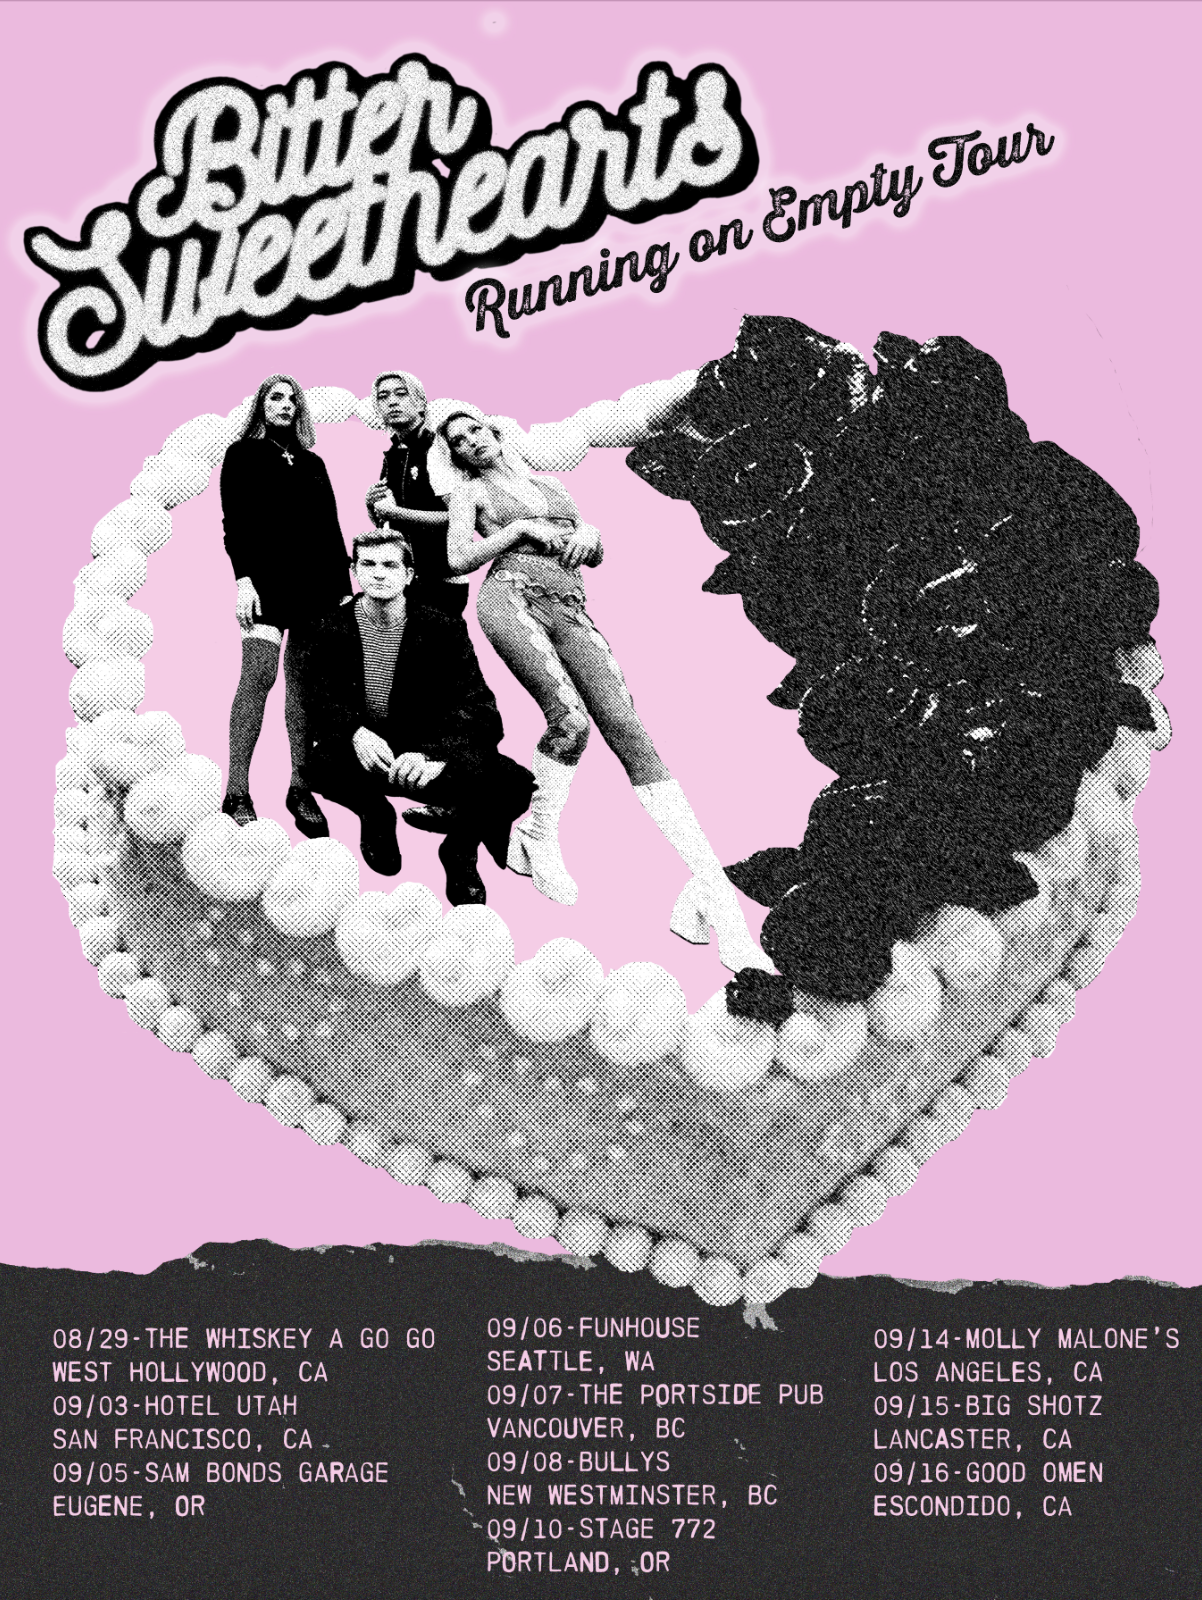 Bitter
Sweethearts
Running on Empty Tour
08/29-THE WHISKEY A GO GO
WEST HOLLYWOOD, CA
09/03-HOTEL UTAH
SAN FRANCISCO, CA
09/05-SAM BONDS GARAGE
EUGENE, OR
09/06-FUNHOUSE
SEATTLE, WA
09/07-THE PORTSIDE PUB
VANCOUVER, BC
09/08-BULLYS
NEW WESTMINSTER, BC
09/10-STAGE 772
PORTLAND, OR
09/14-MOLLY MALONE'S
LOS ANGELES, CA
09/15-BIG SHOTZ
LANCASTER, CA
09/16-GOOD OMEN
ESCONDIDO, CA